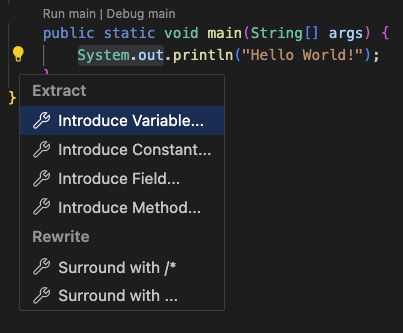 Run main | Debug main
public static void main(String[] args) {
System.out.println("Hello World!");
}
}
Extract
Introduce Variable...
Introduce Constant...
Introduce Field...
Introduce Method...
Rewrite
Surround with /*
Surround with ...